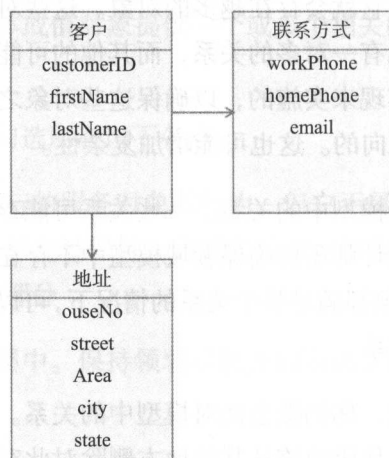 客户
customerID
firstName
lastName
联系方式
workPhone
homePhone
email
地址
ouseNo
street
Area
city
state